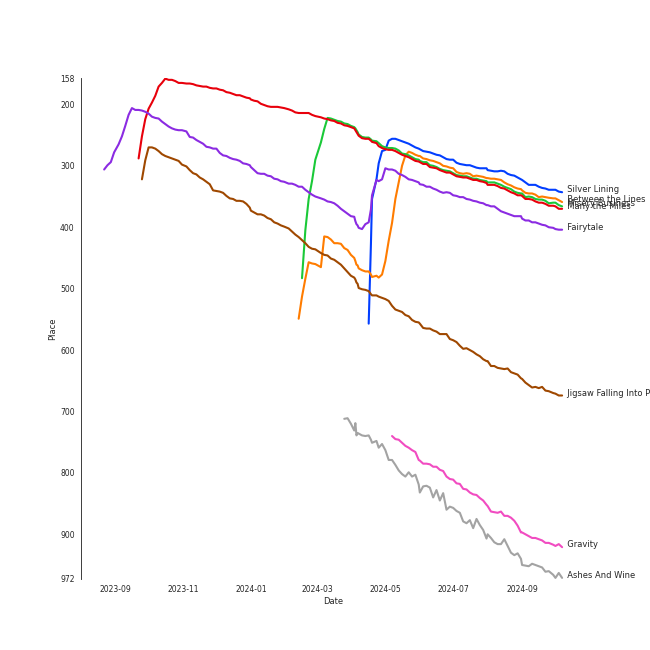 158
200
300
400
500
600
700
800
900
972
Place
2023-09
2023-11
2024-01
2024-03
2024-05
2024-07
2024-09
Date
Silver Lining
Between the Lines
Many the Miles
Fairytale
Jigsaw Falling Into P
Gravity
Ashes And Wine